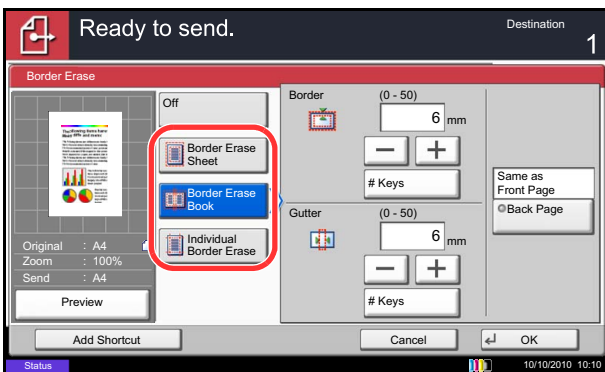 Ready to send.
Destination
1
Border Erase
Off
Border Erase
Sheet
Border Erase
Book
Individual
Border Erase
Original : A4
Zoom : 100%
Send : A4
Preview
Border
(0 - 50)
6 mm
# Keys
Gutter
(0 - 50)
6 mm
# Keys
Same as
Front Page
Back Page
Add Shortcut
Cancel
OK
Status
10/10/2010 10:10